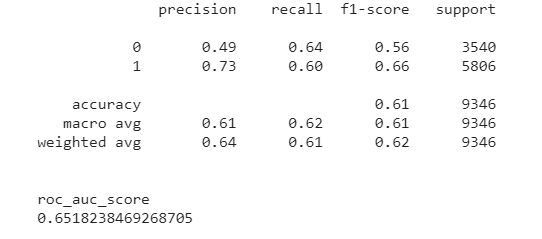 precision recall f1-score support
0 0.49 0.64 0.56 3540
1 0.73 0.60 0.66 5806
accuracy 0.61 9346
macro avg 0.61 0.62 0.61 9346
weighted avg 0.64 0.61 0.62 9346
roc_auc_score
0.6518238469268705